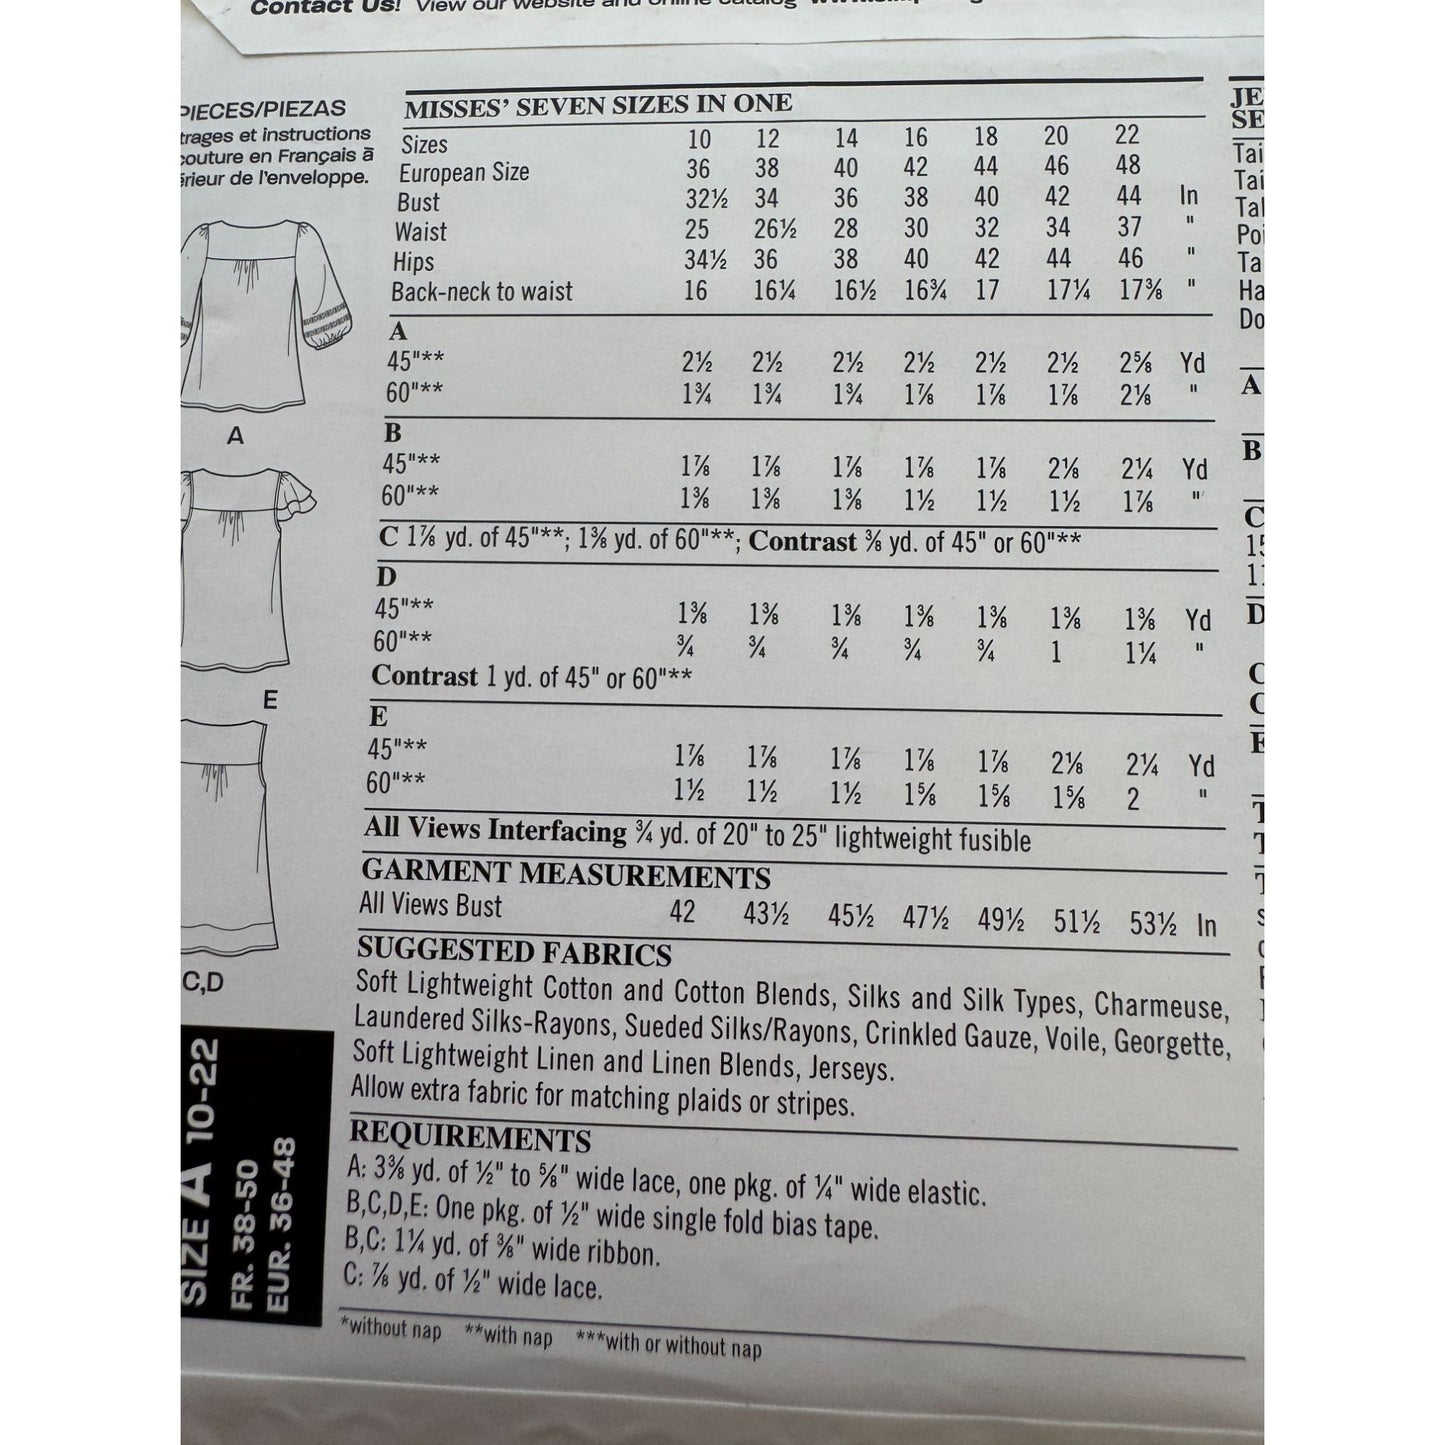 Contact Us! View our website and online catalog
PIECES/PIEZAS
trages et instructions
couture en Français à
érieur de l'enveloppe.
A
E
C,D
SIZE A 10-22
FR. 38-50
EUR. 36-48
MISSES' SEVEN SIZES IN ONE
Sizes 10 12 14 16 18 20 22
European Size 36 38 40 42 44 46 48
Bust 32½ 34 36 38 40 42 44 In
Waist 25 26½ 28 30 32 34 37 "
Hips 34½ 36 38 40 42 44 46 "
Back-neck to waist 16 16¼ 16½ 16¾ 17 17¼ 17⅜ "
A
45"** 2½ 2½ 2½ 2½ 2½ 2½ 2⅝ Yd
60"** 1¾ 1¾ 1¾ 1⅞ 1⅞ 1⅞ 2⅛ "
B
45"** 1⅞ 1⅞ 1⅞ 1⅞ 1⅞ 2⅛ 2¼ Yd
60"** 1⅜ 1⅜ 1⅜ 1½ 1½ 1½ 1⅞ "
C 1⅞ yd. of 45"**; 1⅜ yd. of 60"**; Contrast ⅜ yd. of 45" or 60"**
D
45"** 1⅜ 1⅜ 1⅜ 1⅜ 1⅜ 1⅜ 1⅜ Yd
60"** ¾ ¾ ¾ ¾ ¾ 1 1¼ "
Contrast 1 yd. of 45" or 60"**
E
45"** 1⅞ 1⅞ 1⅞ 1⅞ 1⅞ 2⅛ 2¼ Yd
60"** 1½ 1½ 1½ 1⅝ 1⅝ 1⅝ 2 "
All Views Interfacing ¾ yd. of 20" to 25" lightweight fusible
GARMENT MEASUREMENTS
All Views Bust 42 43½ 45½ 47½ 49½ 51½ 53½ In
SUGGESTED FABRICS
Soft Lightweight Cotton and Cotton Blends, Silks and Silk Types, Charmeuse,
Laundered Silks-Rayons, Sueded Silks/Rayons, Crinkled Gauze, Voile, Georgette,
Soft Lightweight Linen and Linen Blends, Jerseys.
Allow extra fabric for matching plaids or stripes.
REQUIREMENTS
A: 3⅜ yd. of ½" to ⅝" wide lace, one pkg. of ¼" wide elastic.
B,C,D,E: One pkg. of ½" wide single fold bias tape.
B,C: 1¼ yd. of ⅜" wide ribbon.
C: ⅞ yd. of ½" wide lace.
*without nap **with nap ***with or without nap
JE
SE
Tai
Tai
Tal
Poi
Ta
Ha
Do
A
B
C
D